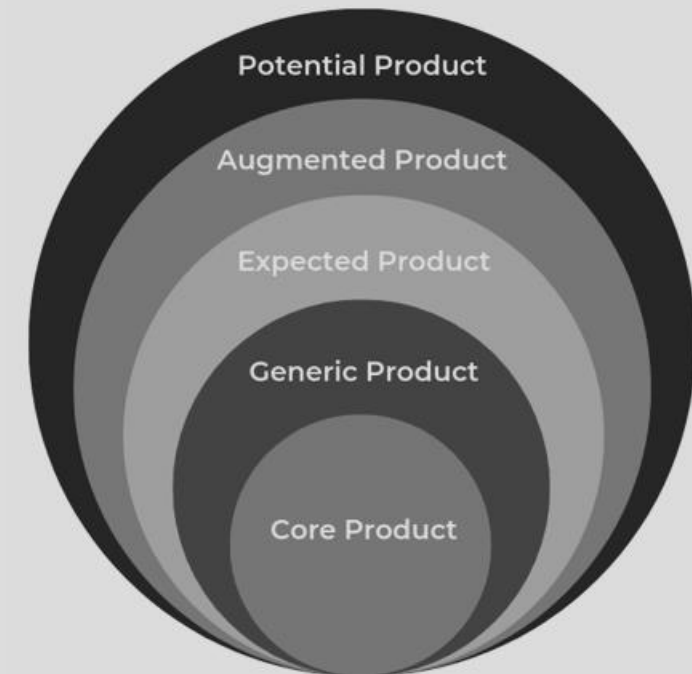 Potential Product
Augmented Product
Expected Product
Generic Product
Core Product